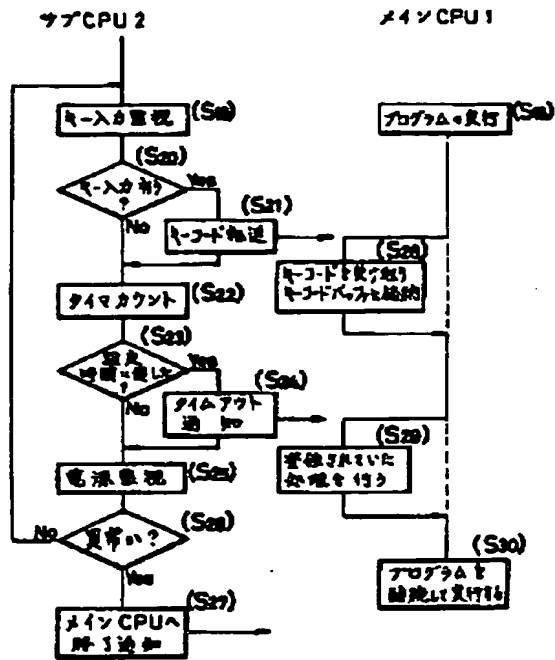 サブCPU2
メインCPU1
キー入力監視
(S19)
プログラムの実行
(S18)
(S20)
キー入力有り
?
Yes
No
(S21)
キーコード転送
(S28)
キーコードを受け取り
キーコードバッファに格納
タイマカウント
(S22)
(S23)
設定
時間に達した
?
Yes
No
(S24)
タイムアウト
通知
(S29)
登録されていた
処理を行う
電源監視
(S25)
(S26)
異常か?
No
Yes
(S30)
プログラムを
継続して実行する
(S27)
メインCPUへ
終了通知